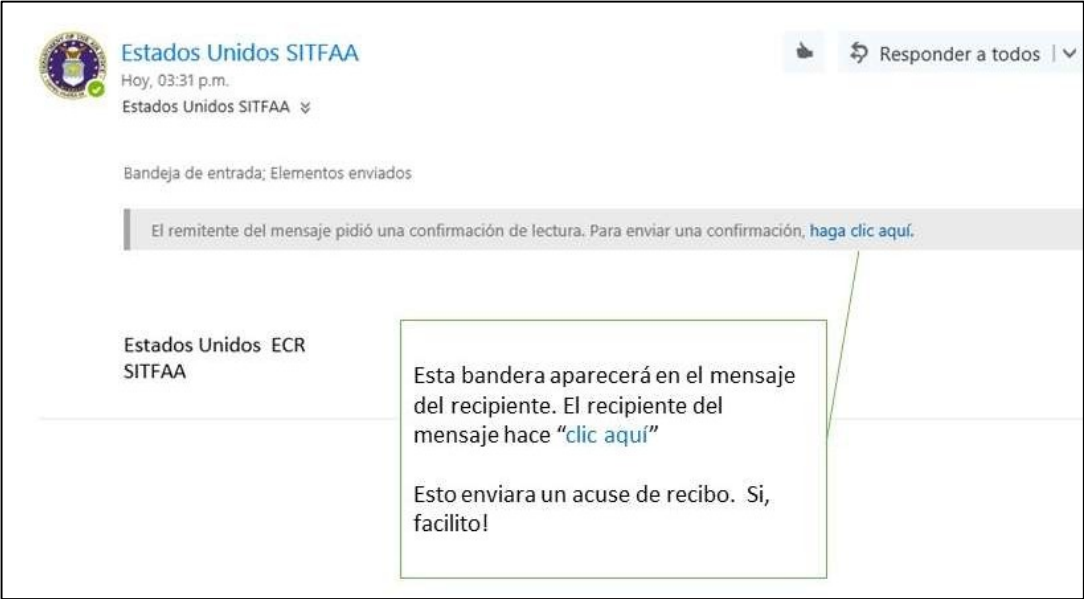 Estados Unidos SITFAA
Responder a todos
Hoy, 03:31 p.m.
Estados Unidos SITFAA
Bandeja de entrada; Elementos enviados
El remitente del mensaje pidió una confirmación de lectura. Para enviar una confirmación, haga clic aquí.
Estados Unidos ECR
SITFAA
Esta bandera aparecerá en el mensaje
del recipiente. El recipiente del
mensaje hace “clic aquí”
Esto enviara un acuse de recibo. Si,
facilito!